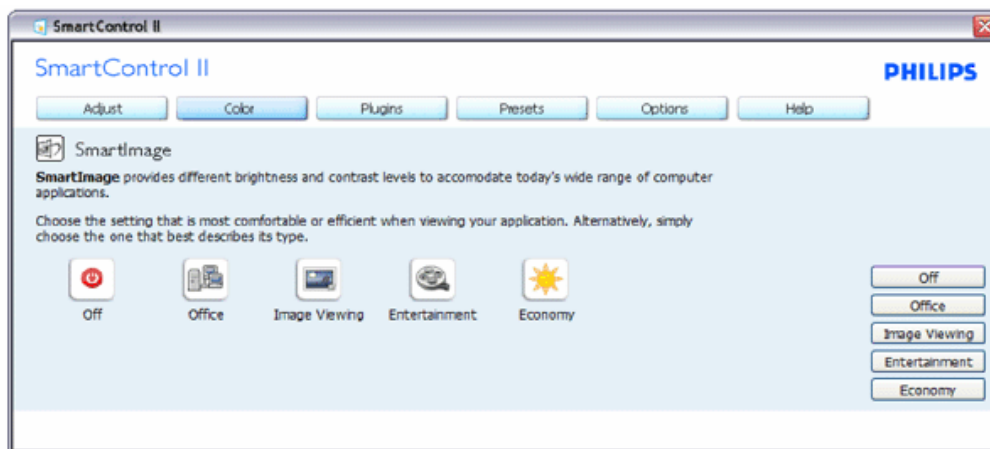 SmartControl II
SmartControl II
PHILIPS
Adjust Color Plugins Presets Options Help
SmartImage
SmartImage provides different brightness and contrast levels to accomodate today's wide range of computer
applications.
Choose the setting that is most comfortable or efficient when viewing your application. Alternatively, simply
choose the one that best describes its type.
Off Office Image Viewing Entertainment Economy
Off
Office
Image Viewing
Entertainment
Economy